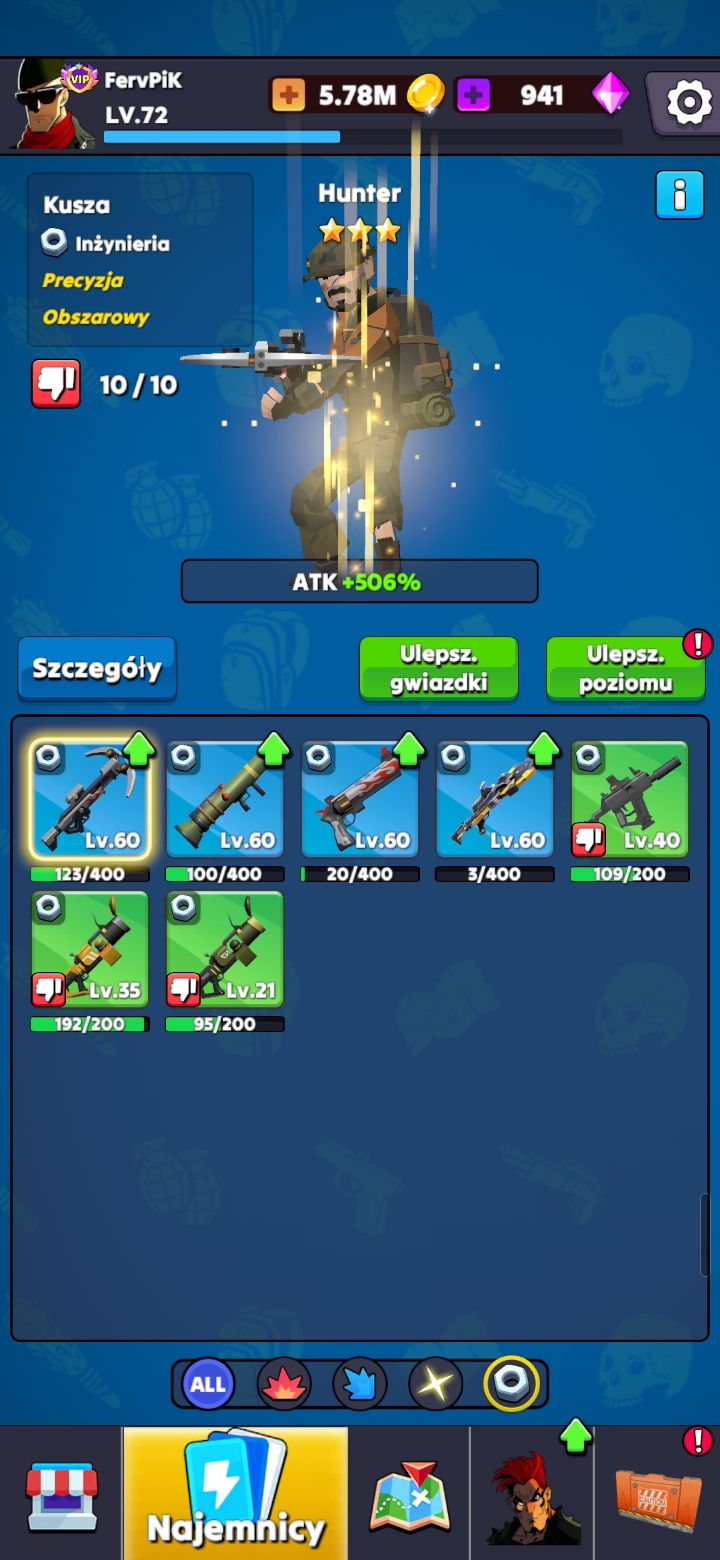 VIP
FervPiK
LV.72
5.78M
941
Kusza
Inżynieria
Precyzja
Obszarowy
10/10
Hunter
ATK +506%
Szczegóły
Ulepsz.
gwiazdki
Ulepsz.
poziomu
!
Lv.60
Lv.60
Lv.60
Lv.60
Lv.40
123/400
100/400
20/400
3/400
109/200
Lv.35
Lv.21
192/200
95/200
ALL
Najemnicy
CAUTION
!